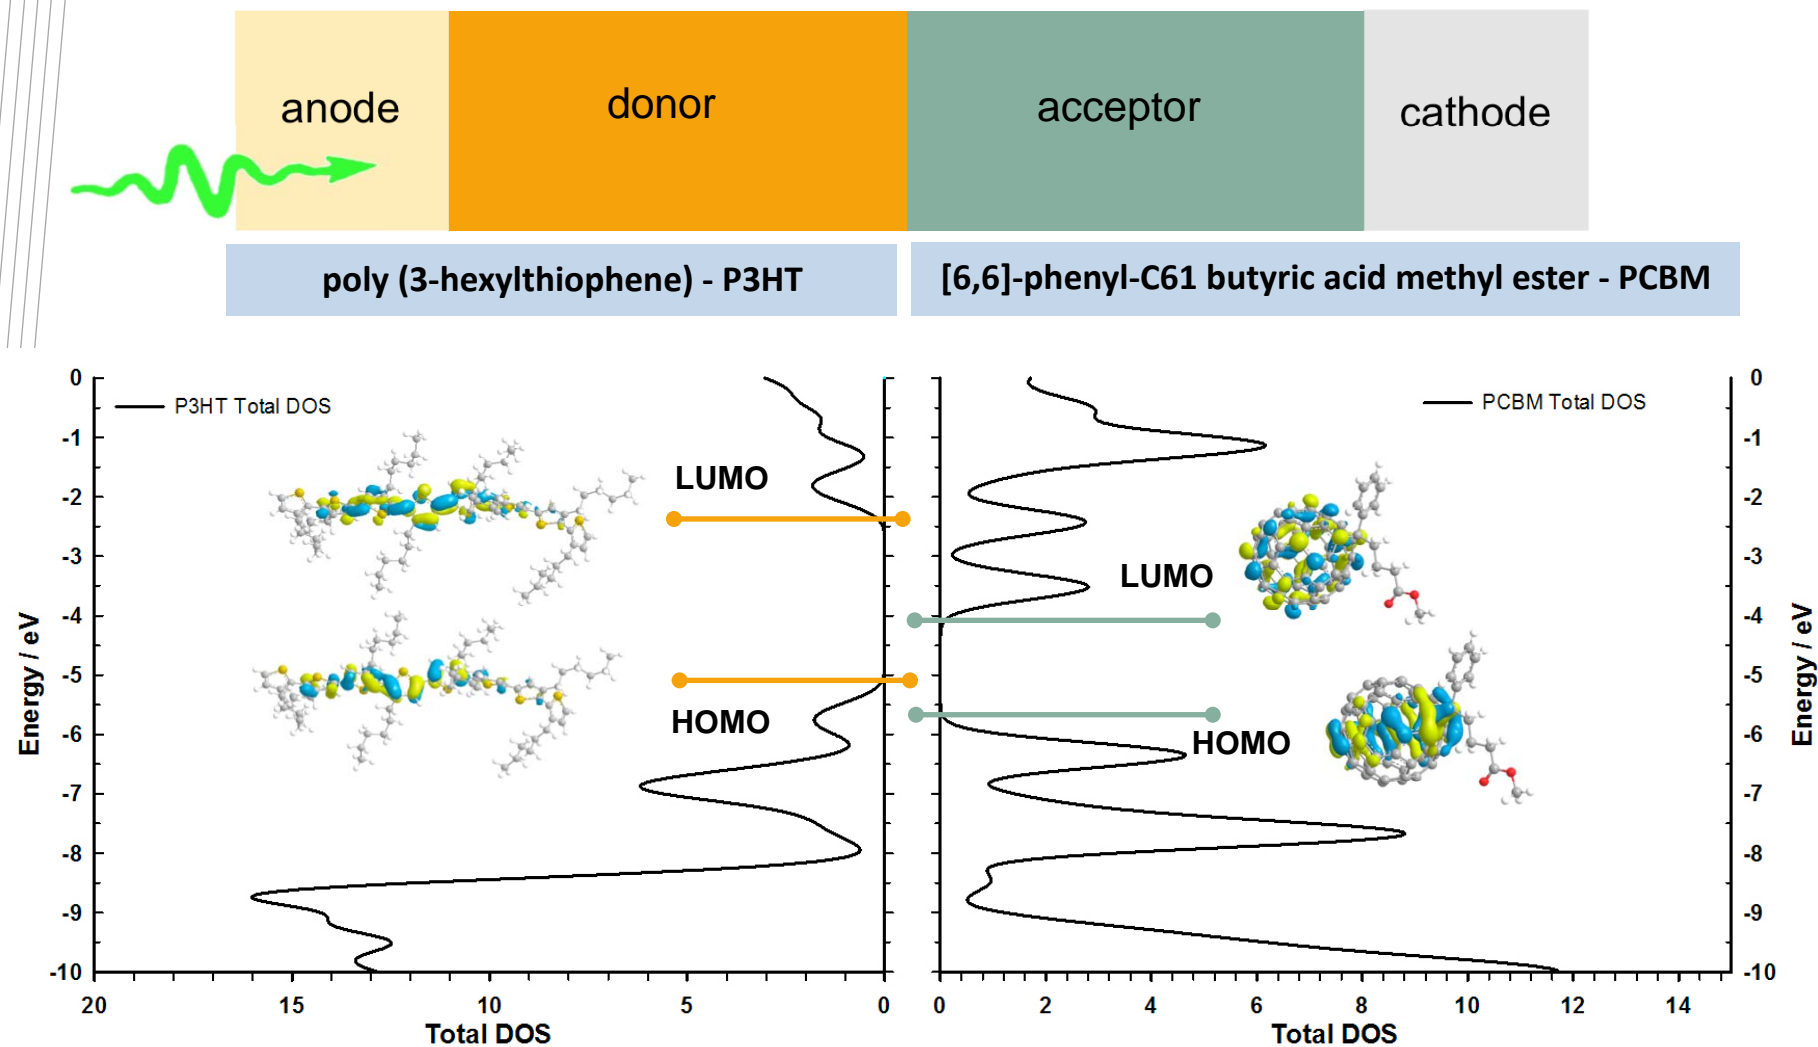 anode
donor
acceptor
cathode
poly (3-hexylthiophene) - P3HT
[6,6]-phenyl-C61 butyric acid methyl ester - PCBM
P3HT Total DOS
LUMO
HOMO
Energy / eV
0
-1
-2
-3
-4
-5
-6
-7
-8
-9
-10
20
15
10
5
0
Total DOS
PCBM Total DOS
LUMO
HOMO
0
-1
-2
-3
-4
-5
-6
-7
-8
-9
-10
Energy / eV
0
2
4
6
8
10
12
14
Total DOS